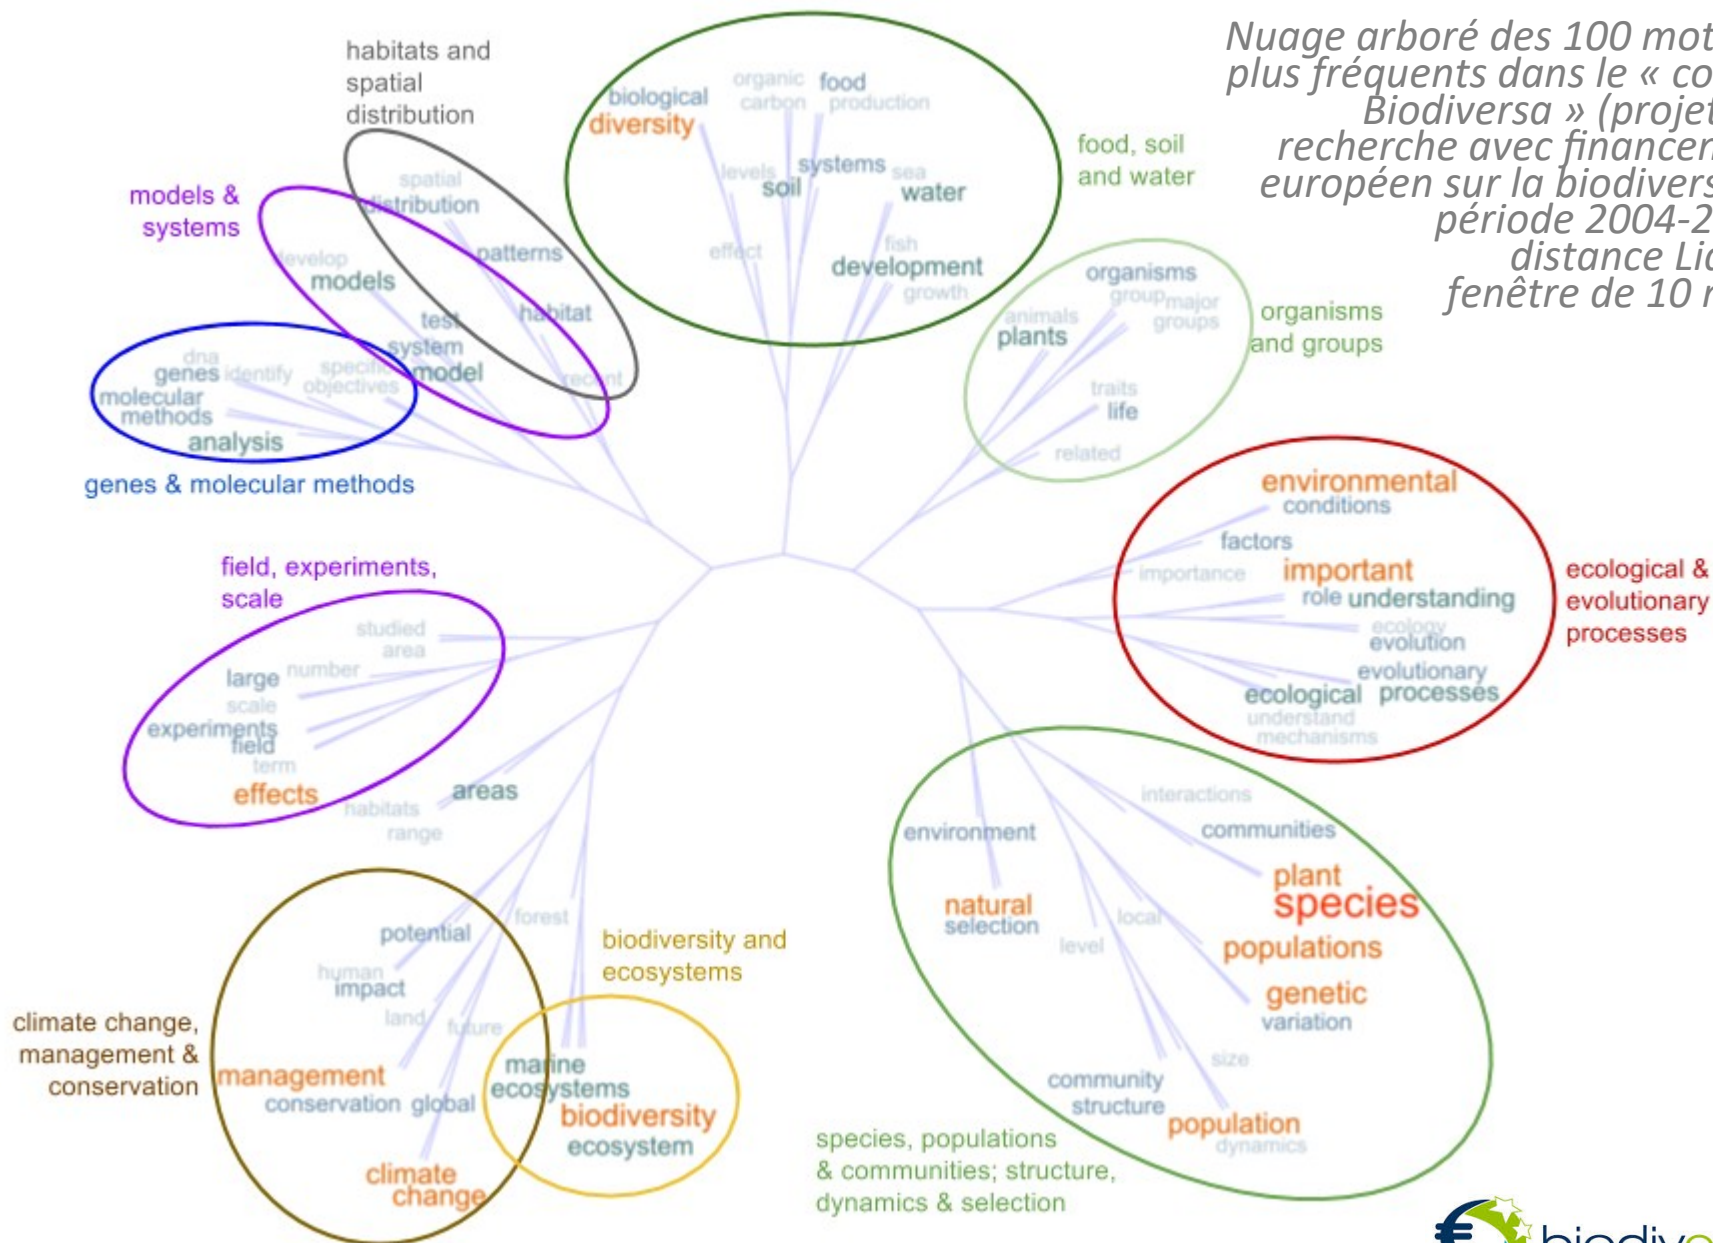 Nuage arboré des 100 mot
plus fréquents dans le « co
Biodiversa » (projet
recherche avec financen
européen sur la biodivers
période 2004-2
distance Lic
fenêtre de 10 r
habitats and
spatial
distribution
spatial
distribution
patterns
habitat
recent
models &
systems
develop
models
test
system
model
dna
genes identify
molecular
methods
analysis
specific
objectives
genes & molecular methods
biological
diversity
organic
carbon
food
production
levels
soil
systems
sea
water
effect
fish
development
growth
food, soil
and water
organisms
group major
groups
animals
plants
traits
life
related
organisms
and groups
environmental
conditions
factors
importance
important
role understanding
ecology
evolution
evolutionary
ecological processes
understand
mechanisms
ecological &
evolutionary
processes
field, experiments,
scale
studied
area
number
large
scale
experiments
field
term
effects
areas
habitats
range
interactions
communities
environment
plant
species
natural
selection
local
level
populations
genetic
variation
size
community
structure
population
dynamics
species, populations
& communities; structure,
dynamics & selection
forest
potential
human
impact
land
future
management
conservation global
climate
change
climate change,
management &
conservation
biodiversity and
ecosystems
marine
ecosystems
biodiversity
ecosystem